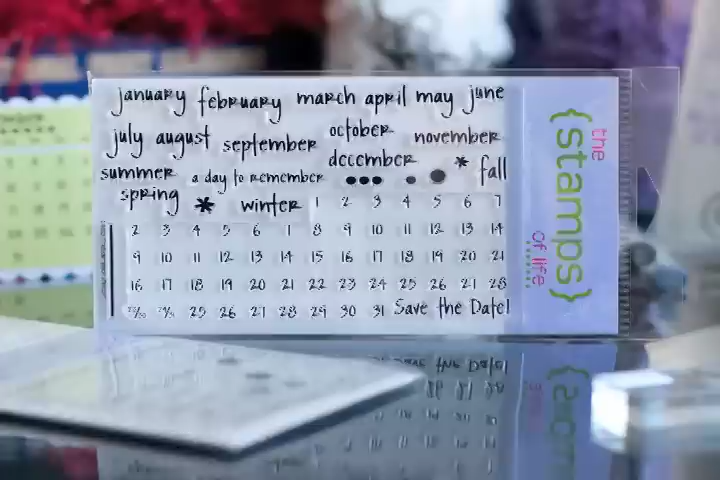 january february march april may june
july august september october november
summer a day to remember december * fall
spring * winter 1 2 3 4 5 6 7
2 3 4 5 6 7 8 9 10 11 12 13 14
9 10 11 12 13 14 15 16 17 18 19 20 21
16 17 18 19 20 21 22 23 24 25 26 27 28
25 26 27 28 29 30 31 Save the Date!
the
{stamps}
of life